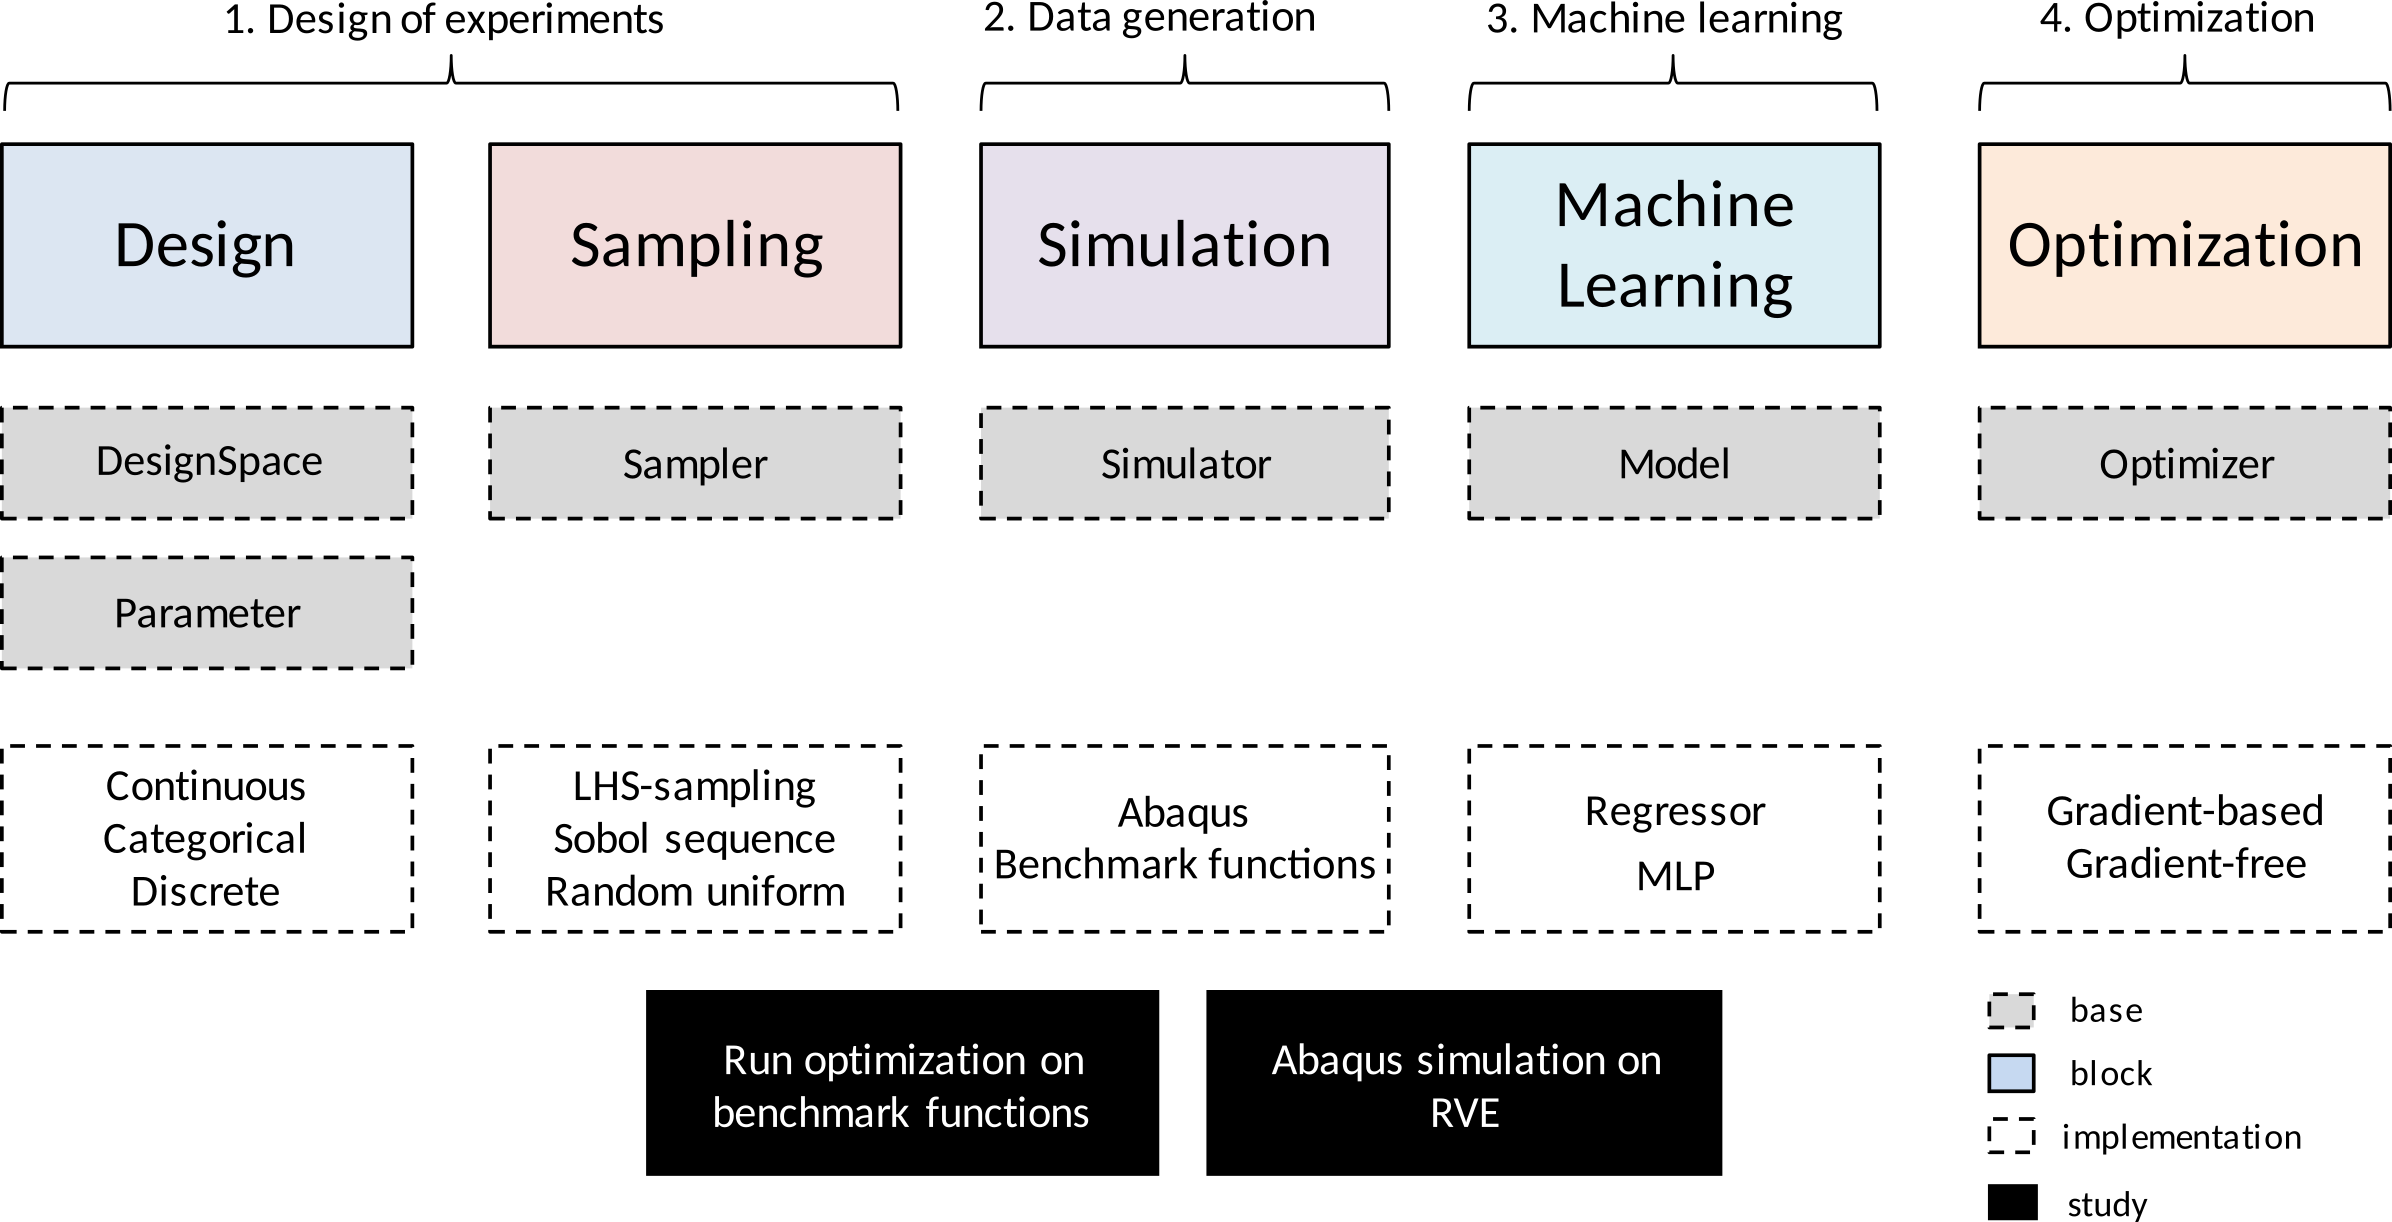 1. Design of experiments
2. Data generation
3. Machine learning
4. Optimization
Design
Sampling
Simulation
Machine
Learning
Optimization
DesignSpace
Sampler
Simulator
Model
Optimizer
Parameter
Continuous
Categorical
Discrete
LHS-sampling
Sobol sequence
Random uniform
Abaqus
Benchmark functions
Regressor
MLP
Gradient-based
Gradient-free
Run optimization on
benchmark functions
Abaqus simulation on
RVE
base
block
implementation
study